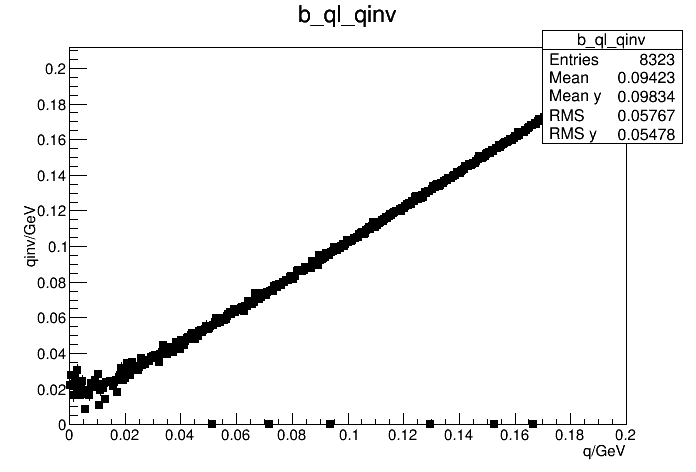 b_ql_qinv
b_ql_qinv
Entries 8323
Mean 0.09423
Mean y 0.09834
RMS 0.05767
RMS y 0.05478
qinv/GeV
0.2
0.18
0.16
0.14
0.12
0.1
0.08
0.06
0.04
0.02
0
0 0.02 0.04 0.06 0.08 0.1 0.12 0.14 0.16 0.18 0.2
q/GeV